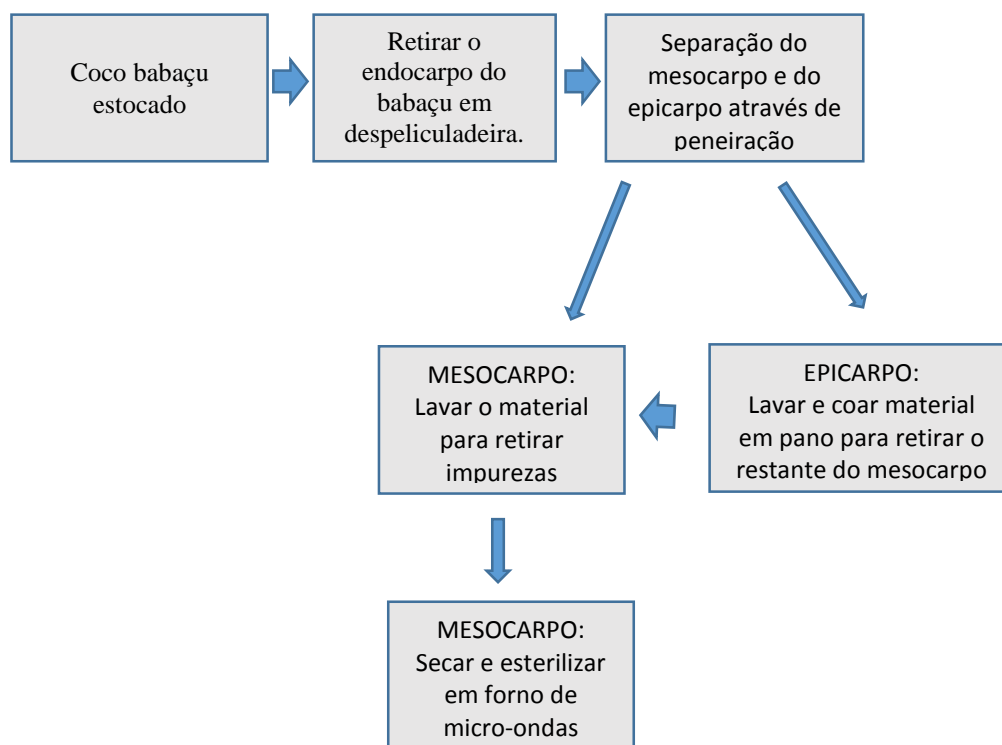 Coco babaçu
estocado
Retirar o
endocarpo do
babaçu em
despeliculadeira.
Separação do
mesocarpo e do
epicarpo através de
peneiração
MESOCARPO:
Lavar o material
para retirar
impurezas
EPICARPO:
Lavar e coar material
em pano para retirar o
restante do mesocarpo
MESOCARPO:
Secar e esterilizar
em forno de
micro-ondas